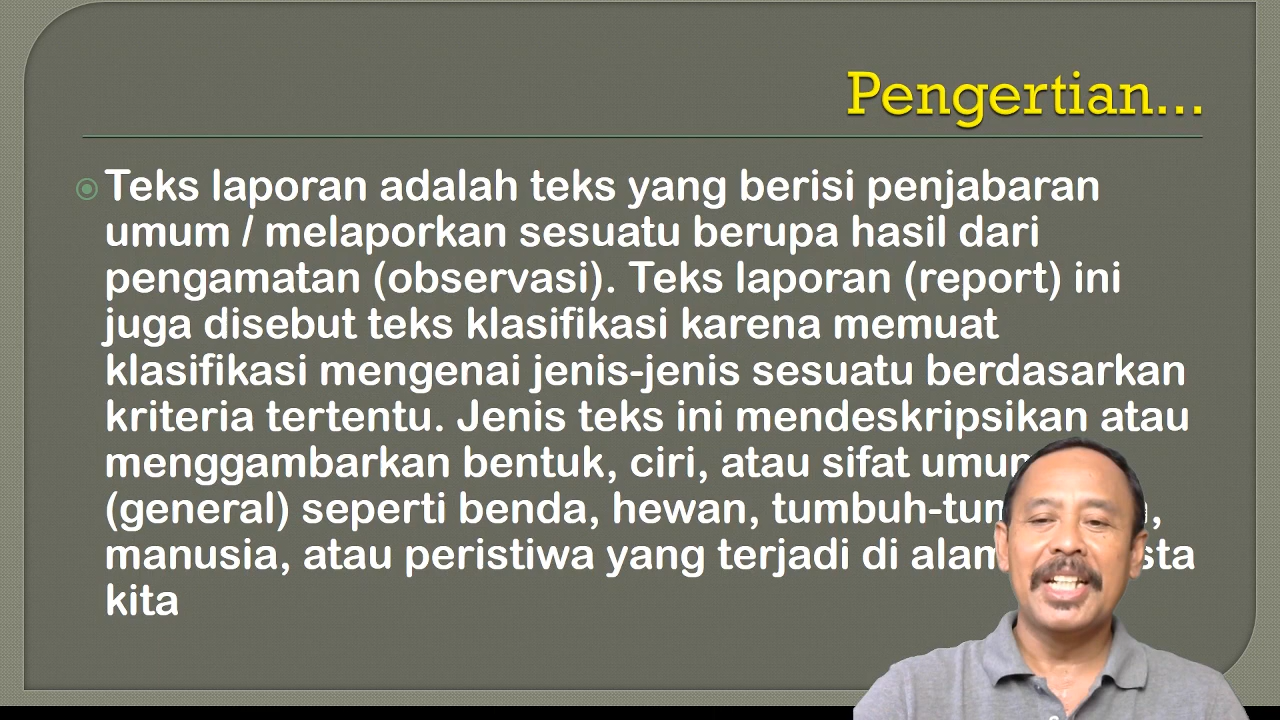 Pengertian...
Teks laporan adalah teks yang berisi penjabaran
umum / melaporkan sesuatu berupa hasil dari
pengamatan (observasi). Teks laporan (report) ini
juga disebut teks klasifikasi karena memuat
klasifikasi mengenai jenis-jenis sesuatu berdasarkan
kriteria tertentu. Jenis teks ini mendeskripsikan atau
menggambarkan bentuk, ciri, atau sifat umum
(general) seperti benda, hewan,
manusia, atau peristiwa yang terjadi di alam
kita